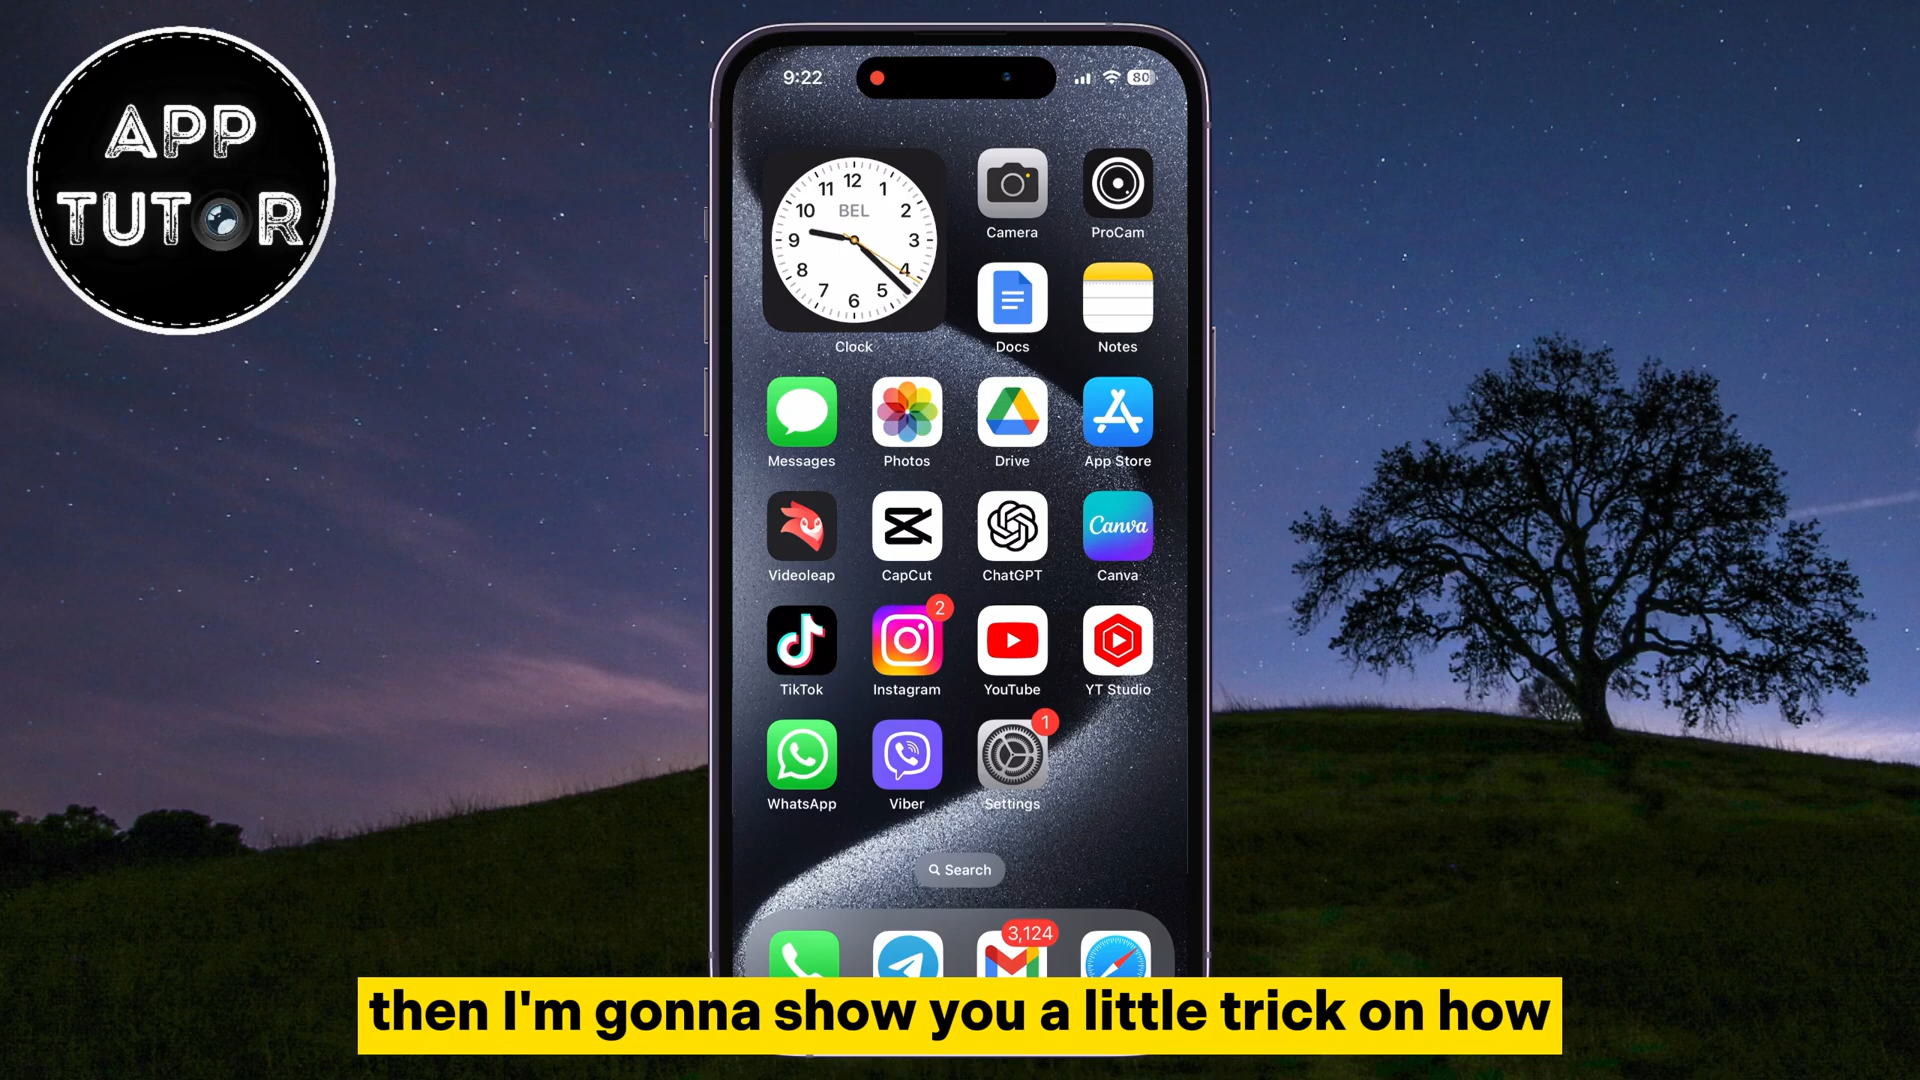 APP
TUTOR
9:22
80
12
11
1
10
BEL
2
9
3
8
4
7
5
6
Clock
Camera
ProCam
Docs
Notes
Messages
Photos
Drive
App Store
Canva
Videoleap
CapCut
ChatGPT
Canva
2
TikTok
Instagram
YouTube
YT Studio
1
WhatsApp
Viber
Settings
Search
3,124
then I'm gonna show you a little trick on how